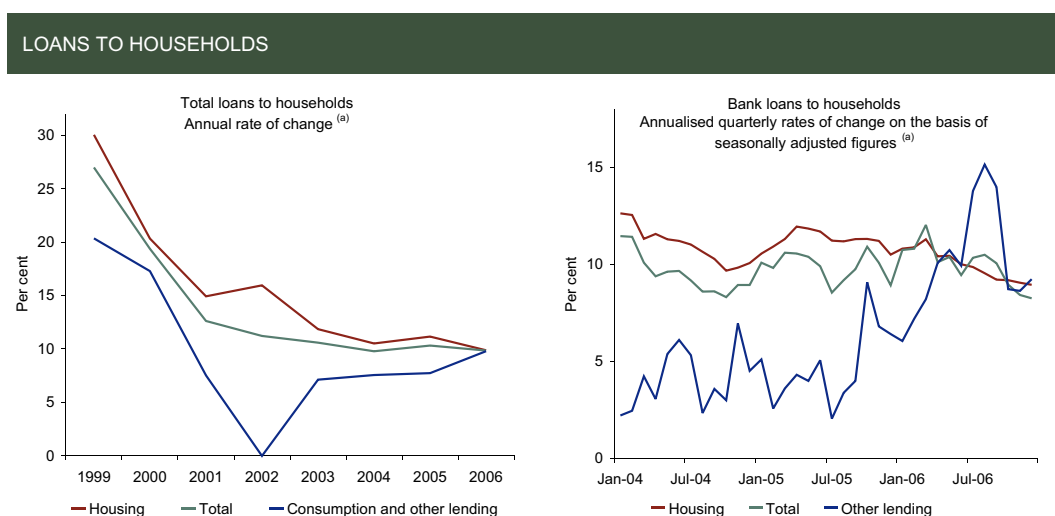 LOANS TO HOUSEHOLDS
Total loans to households
Annual rate of change (a)
30
25
20
15
10
5
0
Per cent
1999 2000 2001 2002 2003 2004 2005 2006
Housing Total Consumption and other lending
Bank loans to households
Annualised quarterly rates of change on the basis of
seasonally adjusted figures (a)
15
10
5
0
Per cent
Jan-04 Jul-04 Jan-05 Jul-05 Jan-06 Jul-06
Housing Total Other lending